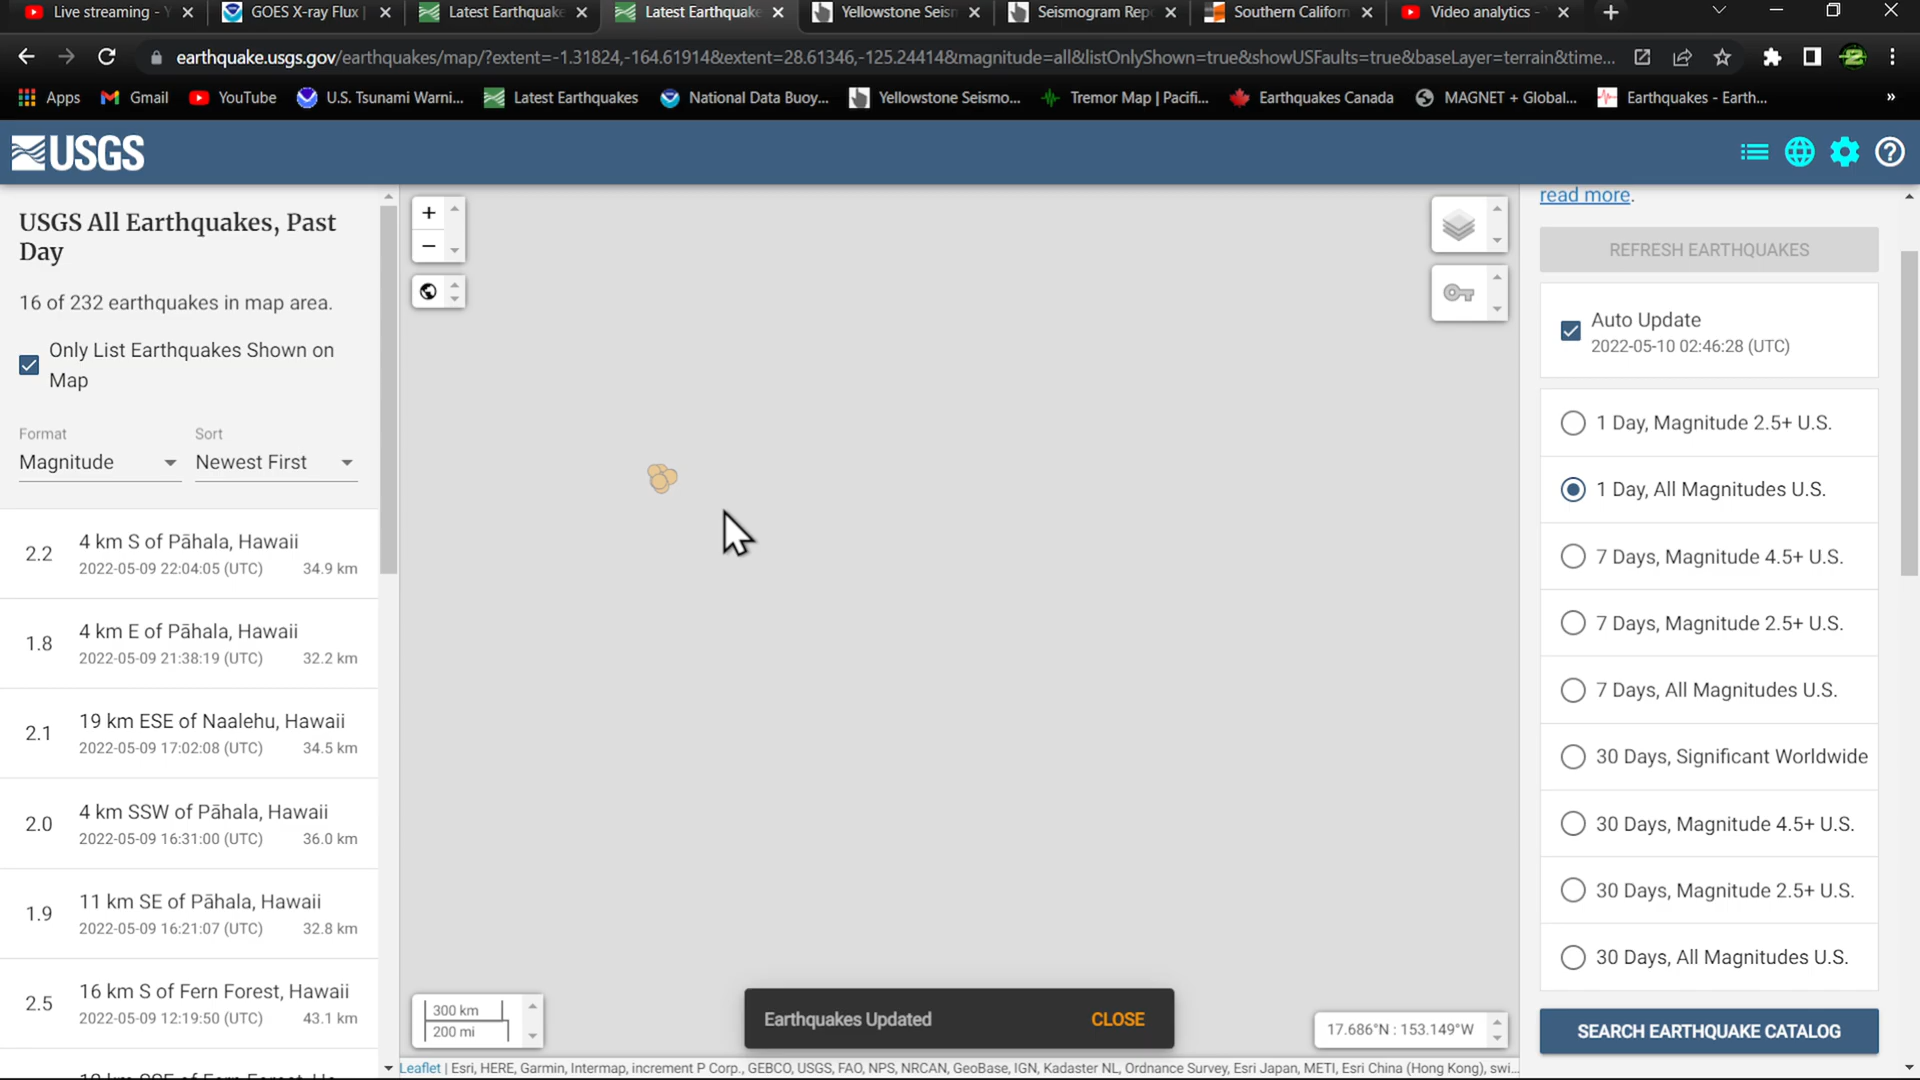 Live streaming - Y
GOES X-ray Flux
Latest Earthquake
Latest Earthquake
Yellowstone Seism
Seismogram Rep
Southern Californ
Video analytics -
earthquake.usgs.gov/earthquakes/map/?extent=-1.31824,-164.61914&extent=28.61346,-125.24414&magnitude=all&listOnlyShown=true&showUSFaults=true&baseLayer=terrain&time...
Apps
Gmail
YouTube
U.S. Tsunami Warni...
Latest Earthquakes
National Data Buoy...
Yellowstone Seismo...
Tremor Map | Pacifi...
Earthquakes Canada
MAGNET + Global...
Earthquakes - Earth...
»
USGS
USGS All Earthquakes, Past
Day
16 of 232 earthquakes in map area.
Only List Earthquakes Shown on
Map
Format
Sort
Magnitude
Newest First
2.2
4 km S of Pāhala, Hawaii
2022-05-09 22:04:05 (UTC) 34.9 km
1.8
4 km E of Pāhala, Hawaii
2022-05-09 21:38:19 (UTC) 32.2 km
2.1
19 km ESE of Naalehu, Hawaii
2022-05-09 17:02:08 (UTC) 34.5 km
2.0
4 km SSW of Pāhala, Hawaii
2022-05-09 16:31:00 (UTC) 36.0 km
1.9
11 km SE of Pāhala, Hawaii
2022-05-09 16:21:07 (UTC) 32.8 km
2.5
16 km S of Fern Forest, Hawaii
2022-05-09 12:19:50 (UTC) 43.1 km
+
−
300 km
200 mi
Earthquakes Updated
CLOSE
17.686°N : 153.149°W
Leaflet | Esri, HERE, Garmin, Intermap, increment P Corp., GEBCO, USGS, FAO, NPS, NRCAN, GeoBase, IGN, Kadaster NL, Ordnance Survey, Esri Japan, METI, Esri China (Hong Kong), swi...
read more.
REFRESH EARTHQUAKES
Auto Update
2022-05-10 02:46:28 (UTC)
1 Day, Magnitude 2.5+ U.S.
1 Day, All Magnitudes U.S.
7 Days, Magnitude 4.5+ U.S.
7 Days, Magnitude 2.5+ U.S.
7 Days, All Magnitudes U.S.
30 Days, Significant Worldwide
30 Days, Magnitude 4.5+ U.S.
30 Days, Magnitude 2.5+ U.S.
30 Days, All Magnitudes U.S.
SEARCH EARTHQUAKE CATALOG